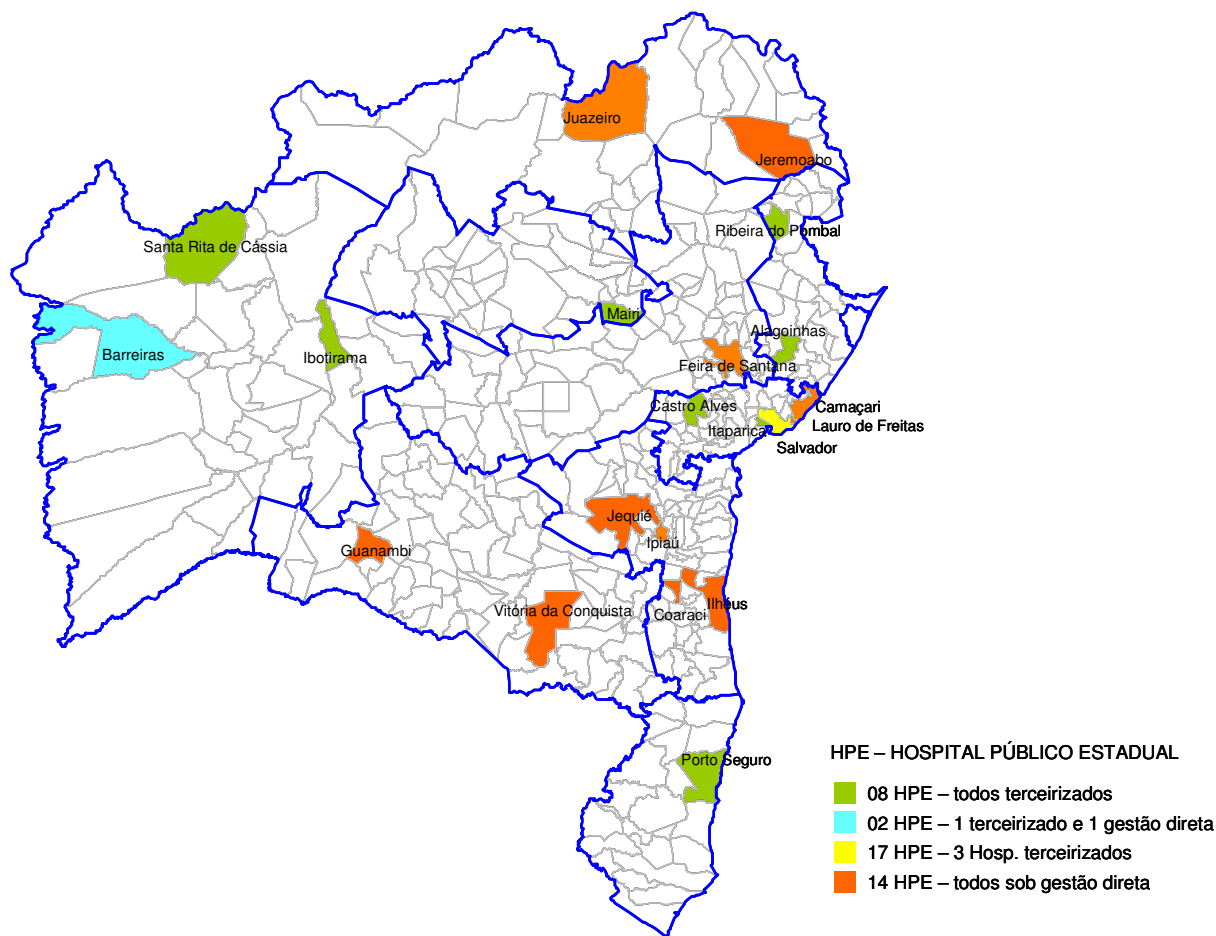 Juazeiro
Jeremoabo
Ribeira do Pombal
Santa Rita de Cássia
Mairi
Alagoinhas
Barreiras
Ibotirama
Feira de Santana
Castro Alves
Camaçari
Lauro de Freitas
Itaparica
Salvador
Jequié
Ipiaú
Guanambi
Ilhéus
Vitória da Conquista
Coaraci
Porto Seguro
HPE – HOSPITAL PÚBLICO ESTADUAL
08 HPE – todos terceirizados
02 HPE – 1 terceirizado e 1 gestão direta
17 HPE – 3 Hosp. terceirizados
14 HPE – todos sob gestão direta